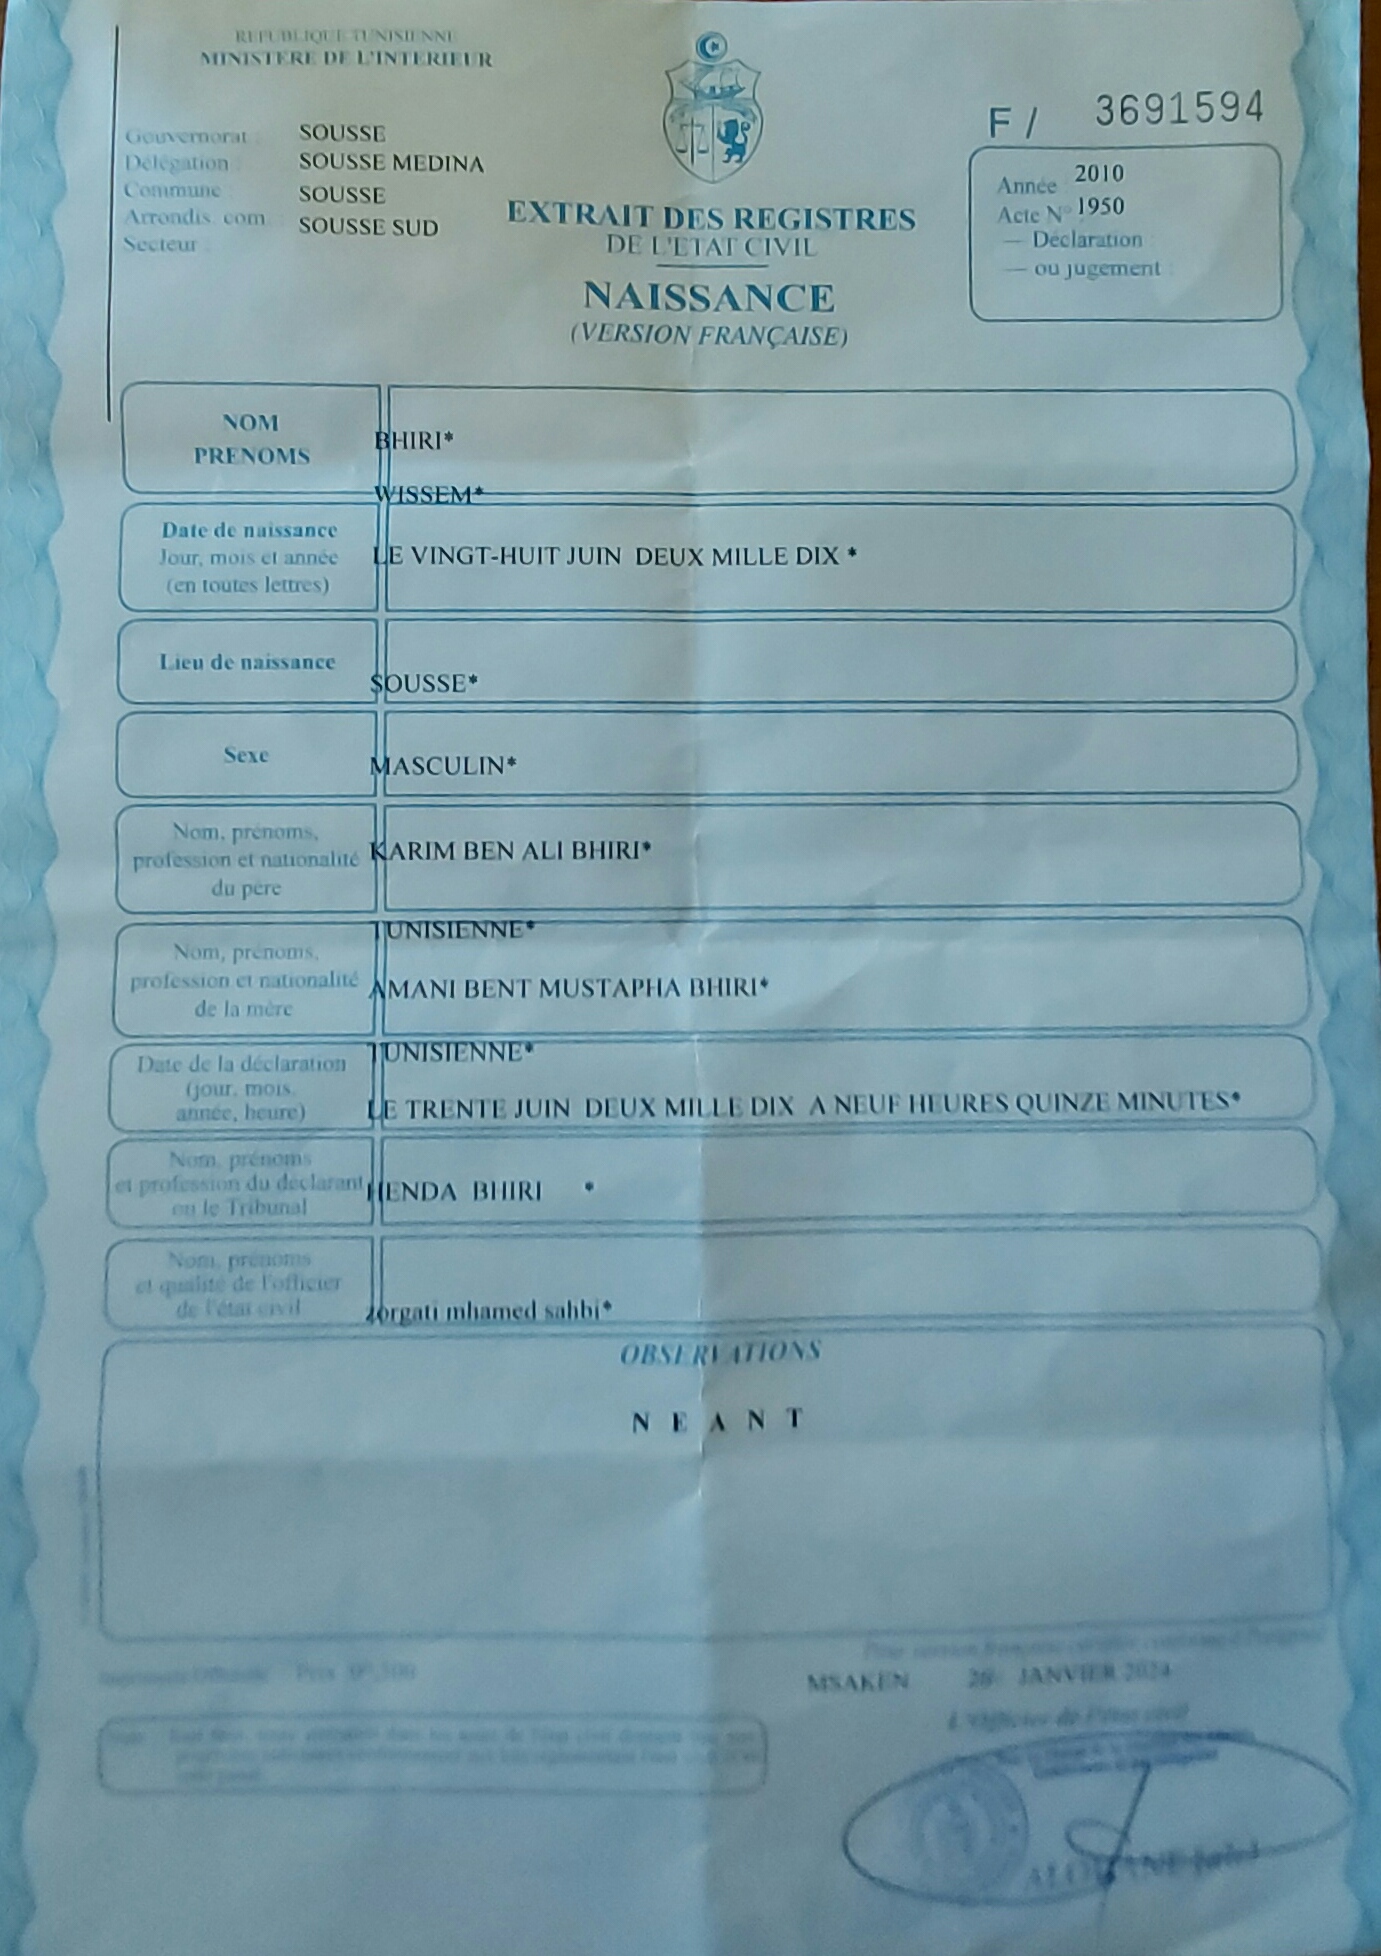 REPUBLIQUE TUNISIENNE
MINISTERE DE L'INTERIEUR
Gouvernorat : SOUSSE
Délégation : SOUSSE MEDINA
Commune : SOUSSE
Arrondis. com. : SOUSSE SUD
Secteur :
F / 3691594
Année 2010
Acte N° 1950
— Déclaration :
— ou jugement :
EXTRAIT DES REGISTRES
DE L'ETAT CIVIL
NAISSANCE
(VERSION FRANÇAISE)
NOM
PRENOMS
BHIRI*
WISSEM*
Date de naissance
Jour, mois et année
(en toutes lettres)
LE VINGT-HUIT JUIN DEUX MILLE DIX *
Lieu de naissance
SOUSSE*
Sexe
MASCULIN*
Nom, prénoms,
profession et nationalité
du père
KARIM BEN ALI BHIRI*
TUNISIENNE*
Nom, prénoms,
profession et nationalité
de la mère
AMANI BENT MUSTAPHA BHIRI*
TUNISIENNE*
Date de la déclaration
(jour, mois,
année, heure)
LE TRENTE JUIN DEUX MILLE DIX A NEUF HEURES QUINZE MINUTES*
Nom, prénoms
et profession du déclarant
ou le Tribunal
HENDA BHIRI *
Nom, prénoms
et qualité de l'officier
de l'état civil
zorgati mhamed sahbi*
OBSERVATIONS
N E A N T
MSAKEN 26 JANVIER 2024
L'Officier de l'état civil